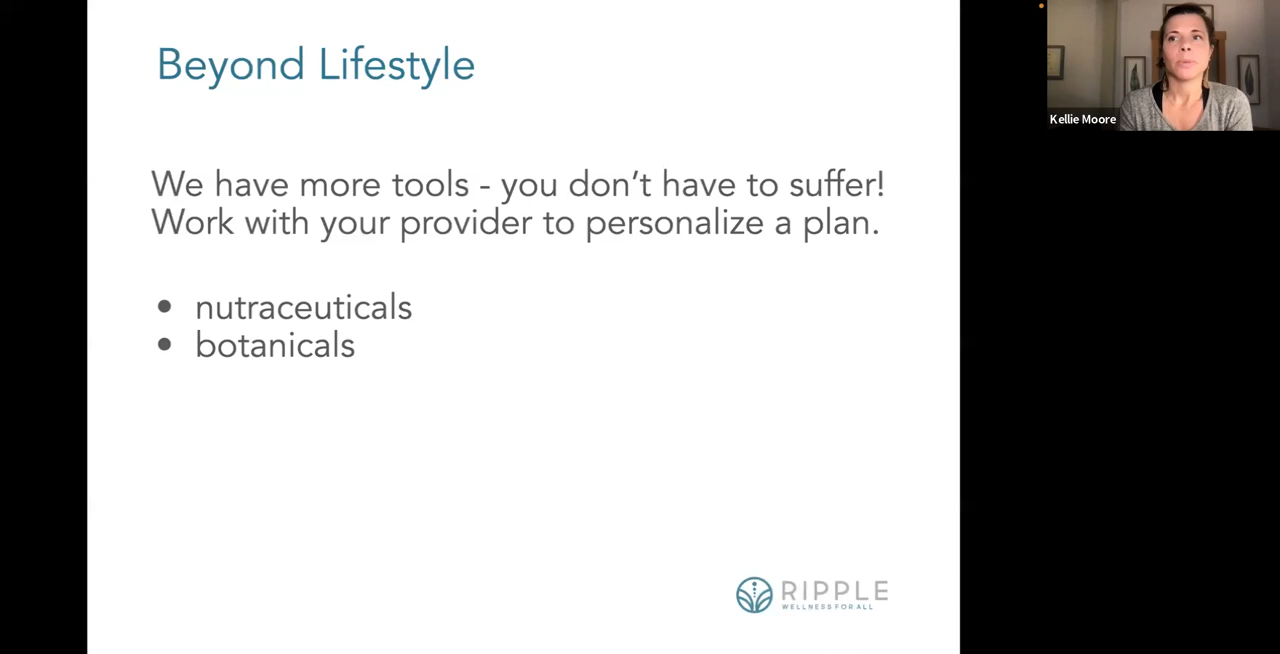 Beyond Lifestyle
Kellie Moore
We have more tools - you don’t have to suffer!
Work with your provider to personalize a plan.
• nutraceuticals
• botanicals
RIPPLE
WELLNESS FOR ALL